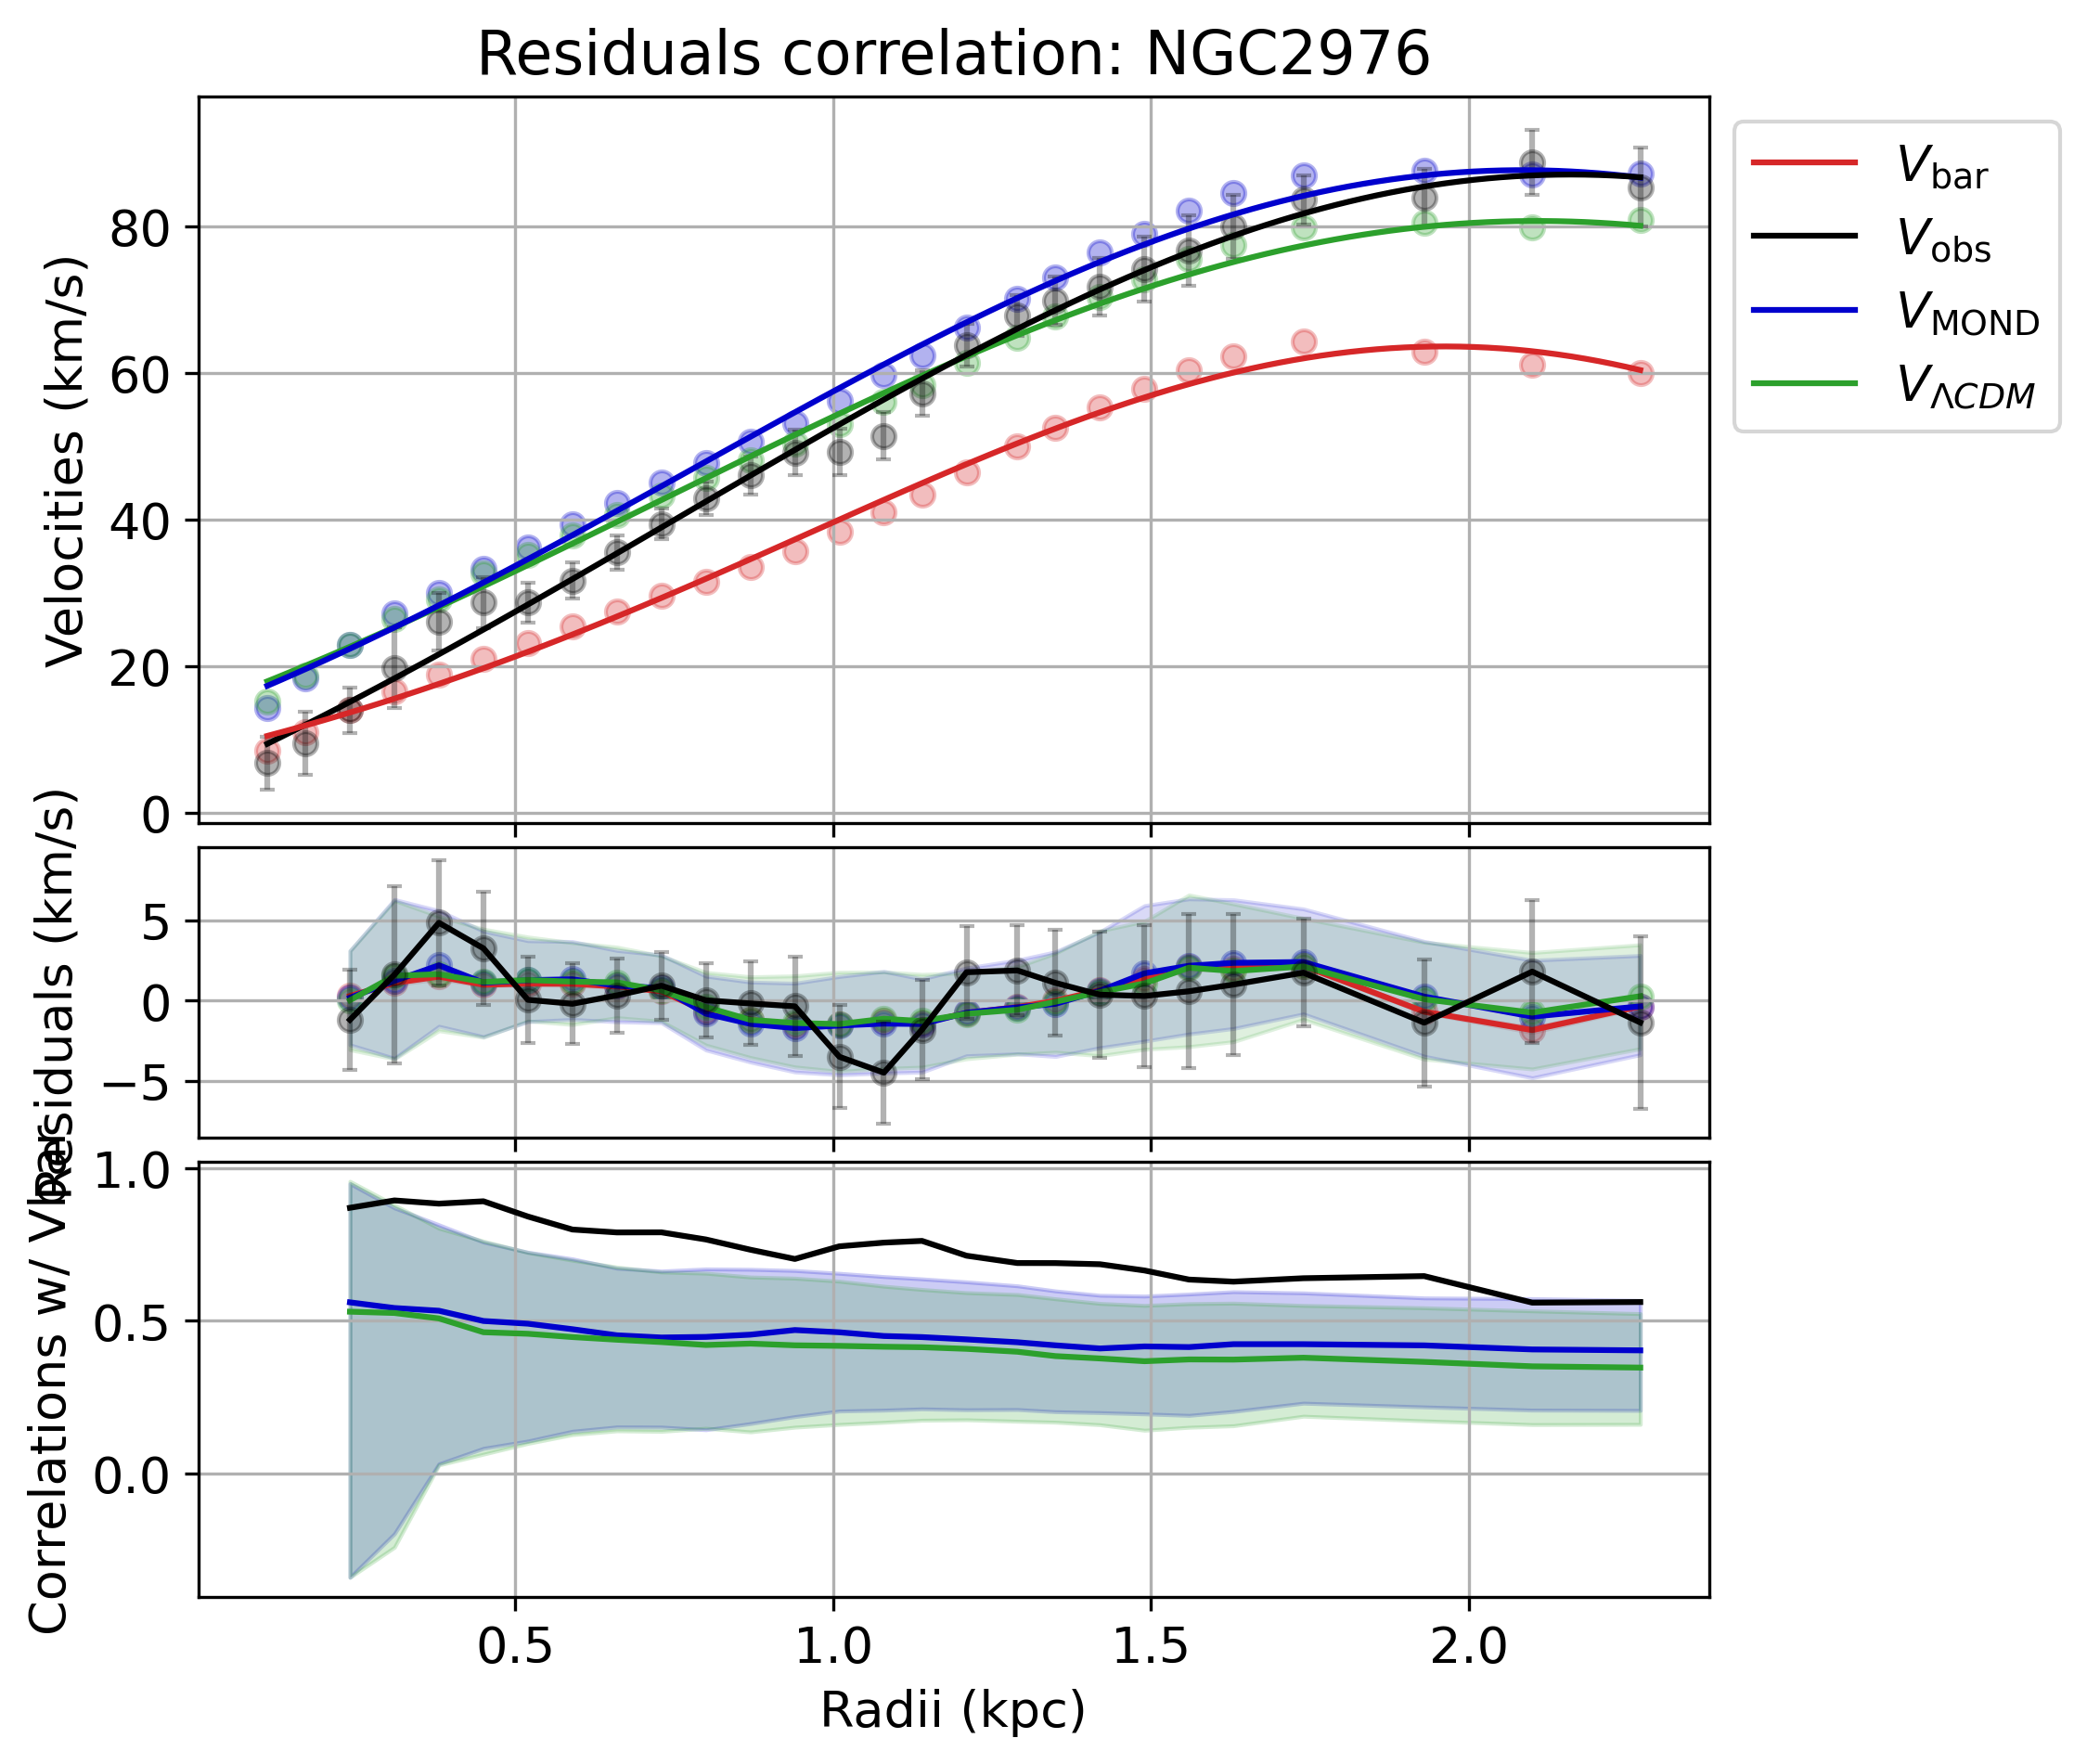 Residuals correlation: NGC2976
Velocities (km/s)
80
60
40
20
0
V_bar
V_obs
V_MOND
V_ΛCDM
Residuals (km/s)
5
0
−5
Correlations w/ Vbar
1.0
0.5
0.0
0.5 1.0 1.5 2.0
Radii (kpc)